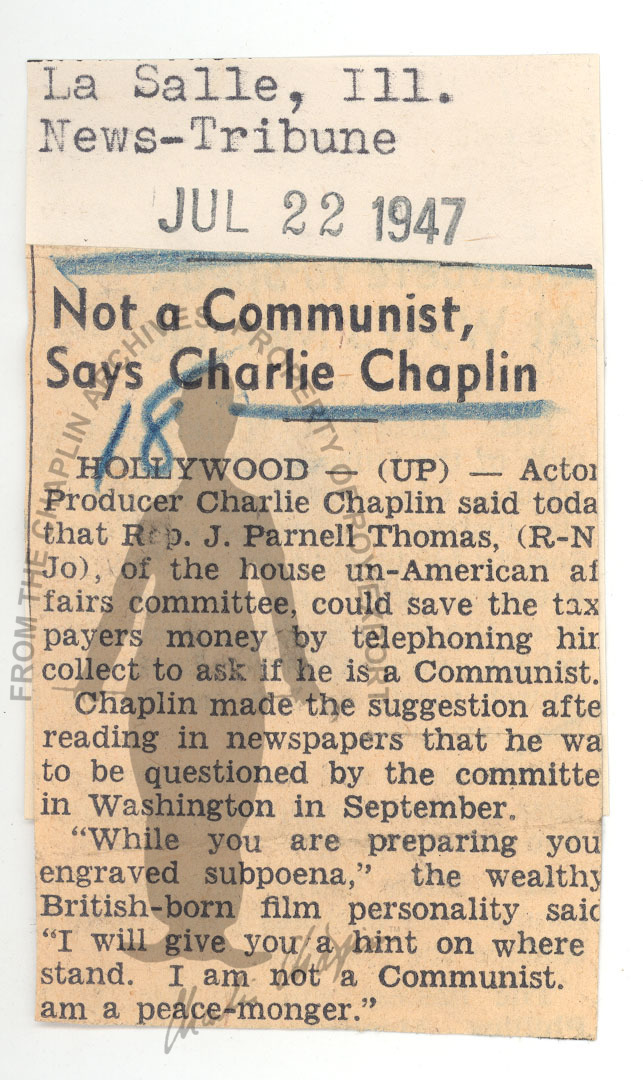 La Salle, Ill.
News-Tribune
JUL 22 1947
Not a Communist,
Says Charlie Chaplin
18
HOLLYWOOD — (UP) — Actor
Producer Charlie Chaplin said toda
that Rep. J. Parnell Thomas, (R-N
Jo), of the house un-American af
fairs committee, could save the tax
payers money by telephoning him
collect to ask if he is a Communist.
Chaplin made the suggestion afte
reading in newspapers that he wa
to be questioned by the committe
in Washington in September.
“While you are preparing you
engraved subpoena,” the wealthy
British-born film personality said
“I will give you a hint on where
stand. I am not a Communist.
am a peace-monger.”
FROM THE CHAPLIN ARCHIVES PROPERTY OF ROY EXPORT
Charlie Chaplin